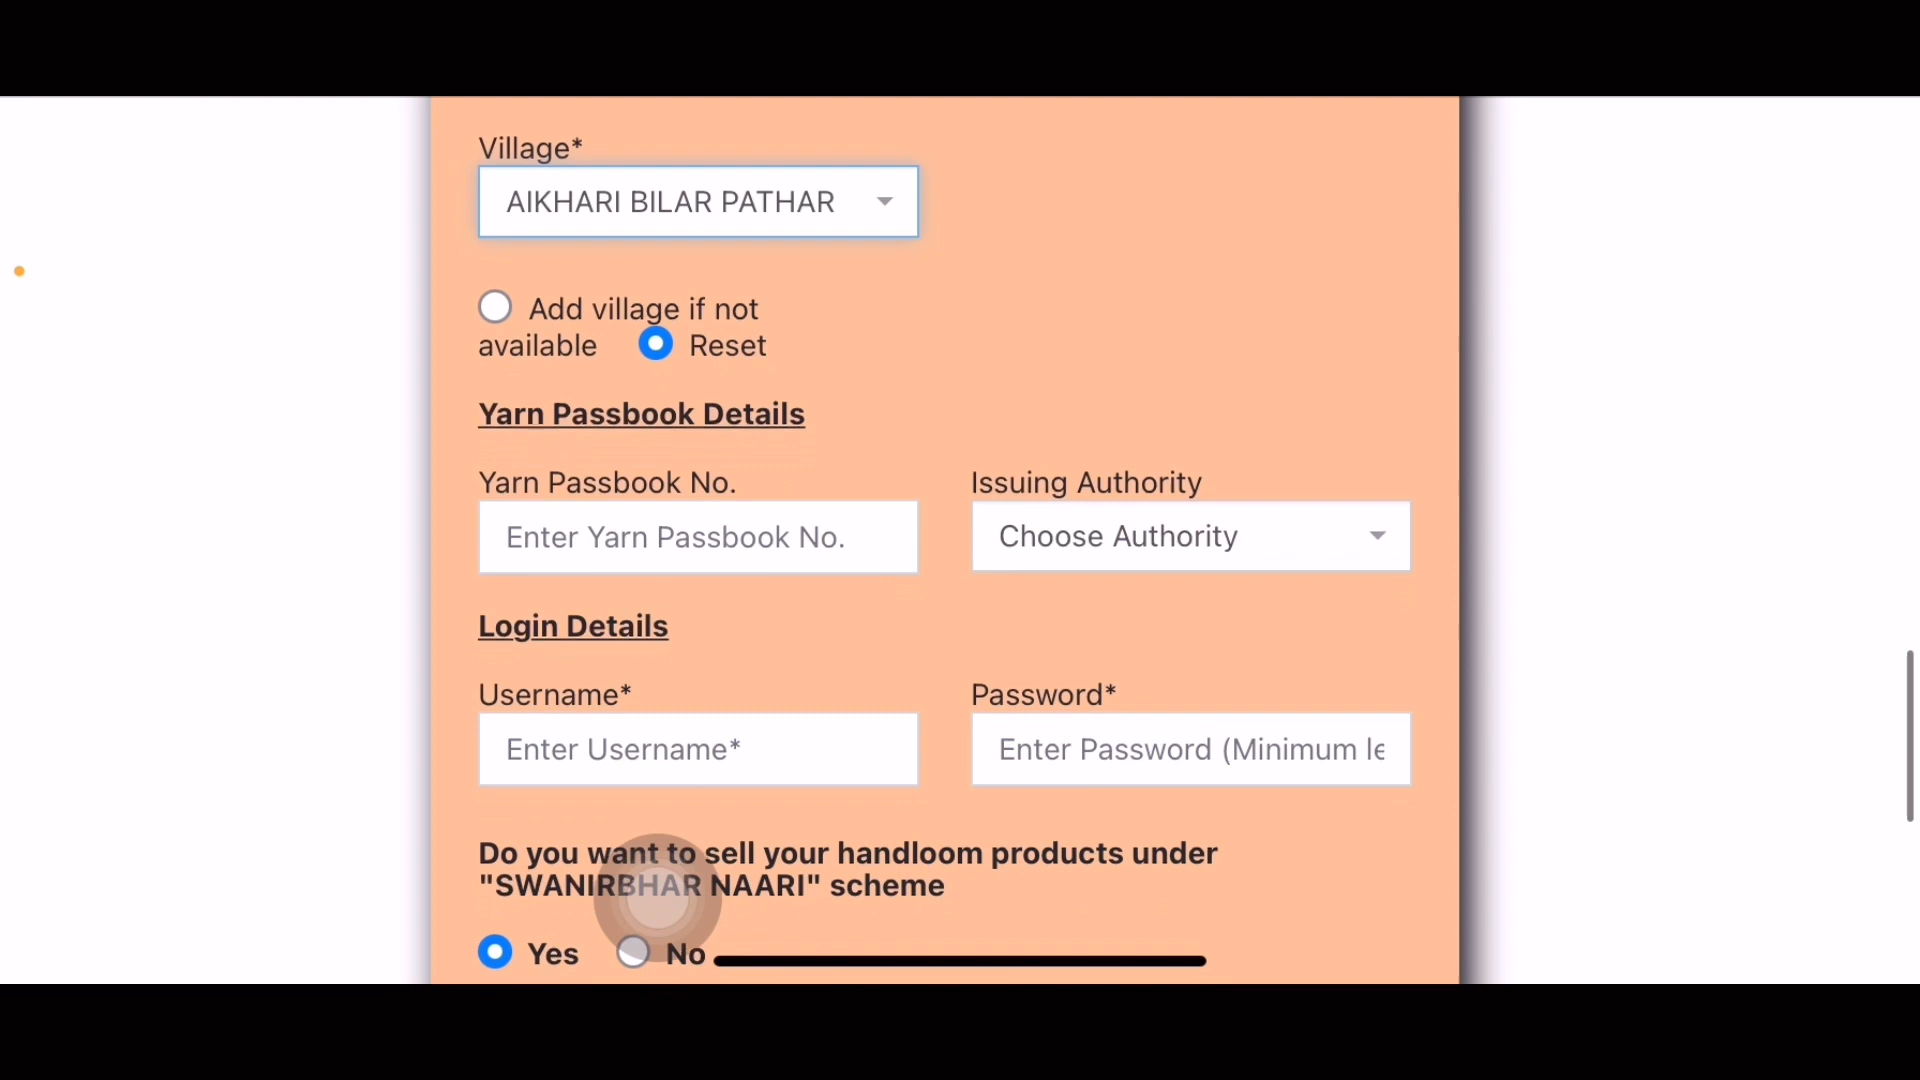 Village*
AIKHARI BILAR PATHAR
Add village if not
available Reset
Yarn Passbook Details
Yarn Passbook No. Issuing Authority
Enter Yarn Passbook No. Choose Authority
Login Details
Username* Password*
Enter Username* Enter Password (Minimum le
Do you want to sell your handloom products under
"SWANIRBHAR NAARI" scheme
Yes No